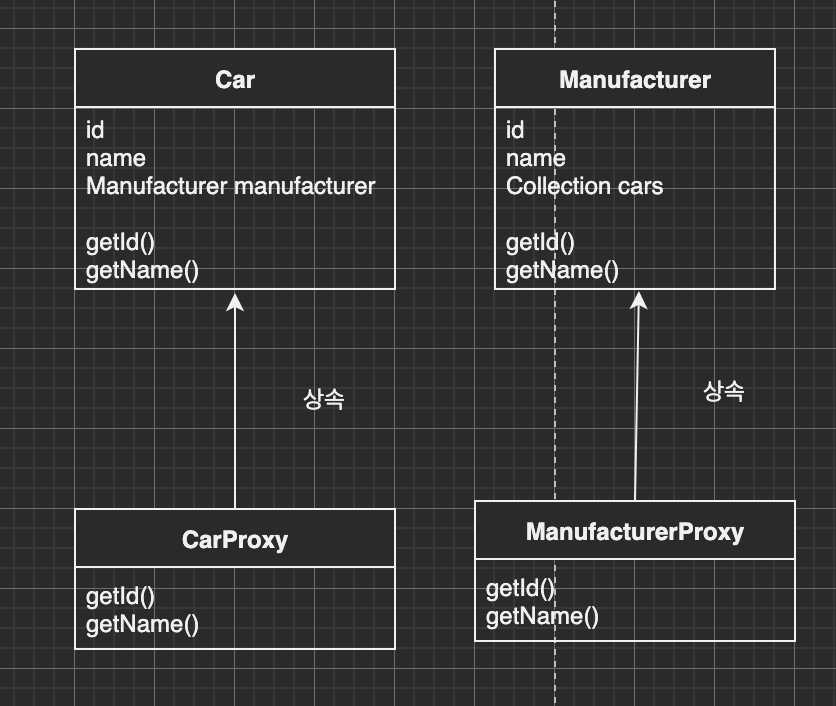 Car
id
name
Manufacturer manufacturer
getId()
getName()
Manufacturer
id
name
Collection cars
getId()
getName()
상속
상속
CarProxy
getId()
getName()
ManufacturerProxy
getId()
getName()